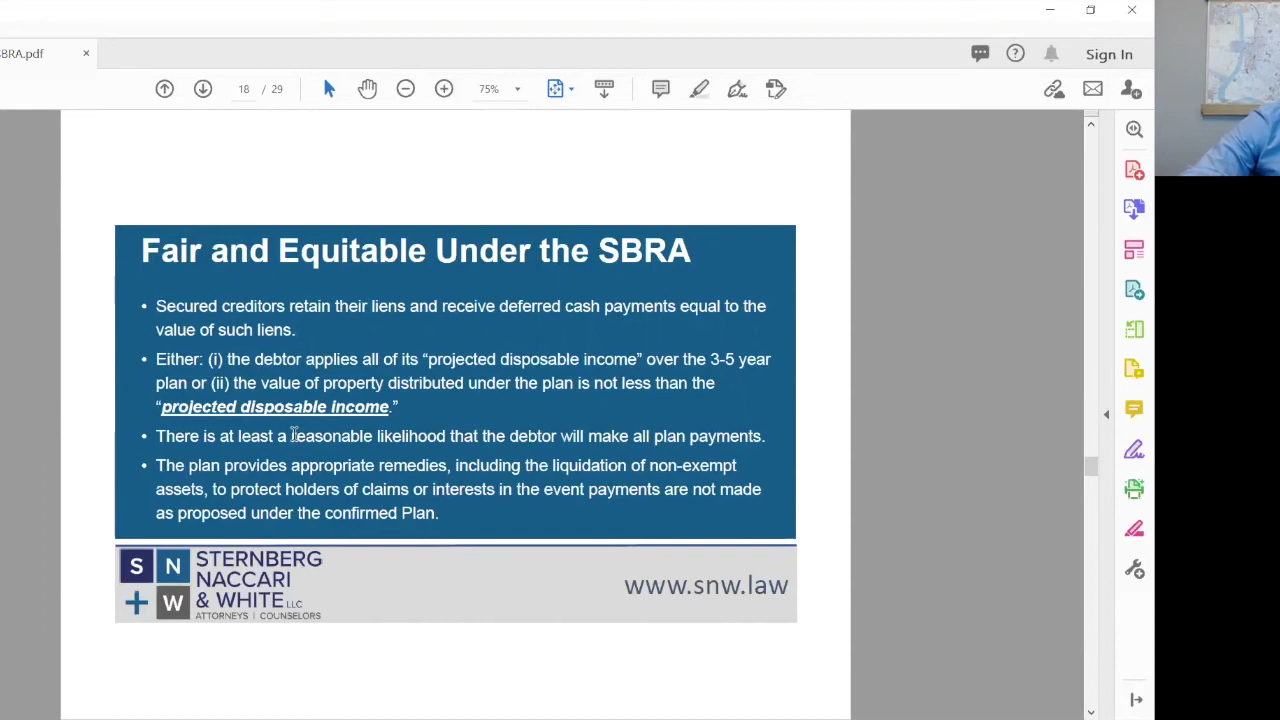 SBRA.pdf
Sign In
18 / 29
75%
Fair and Equitable Under the SBRA
• Secured creditors retain their liens and receive deferred cash payments equal to the
value of such liens.
• Either: (i) the debtor applies all of its “projected disposable income” over the 3-5 year
plan or (ii) the value of property distributed under the plan is not less than the
“projected disposable income.”
• There is at least a reasonable likelihood that the debtor will make all plan payments.
• The plan provides appropriate remedies, including the liquidation of non-exempt
assets, to protect holders of claims or interests in the event payments are not made
as proposed under the confirmed Plan.
S N + W
STERNBERG
NACCARI
& WHITE LLC
ATTORNEYS | COUNSELORS
www.snw.law